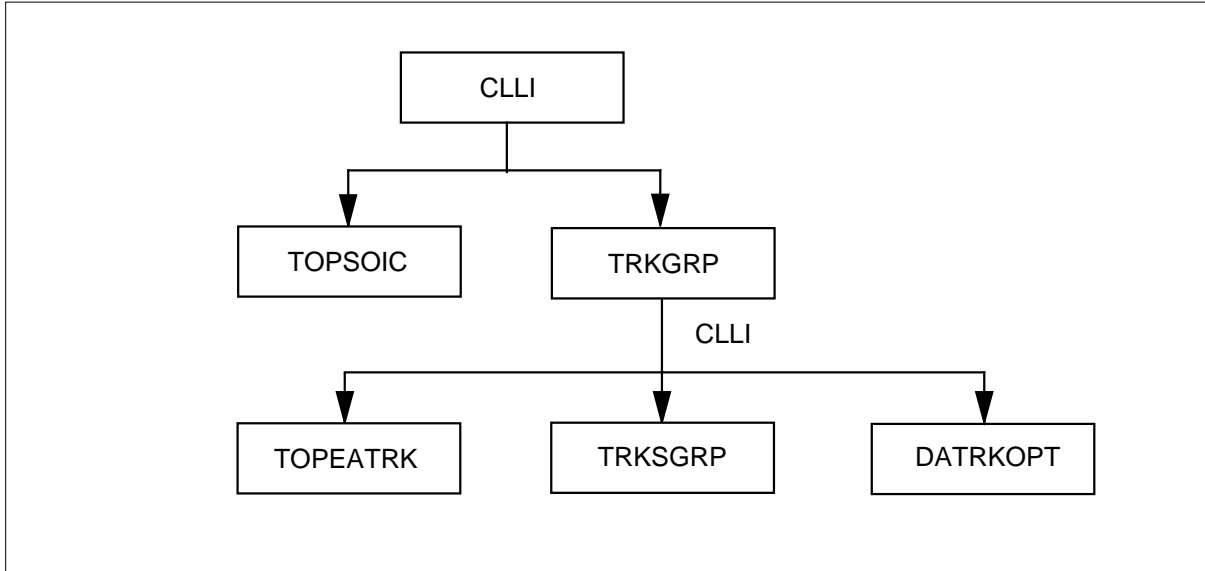 CLLI
TOPSOIC
TRKGRP
CLLI
TOPEATRK
TRKSGRP
DATRKOPT